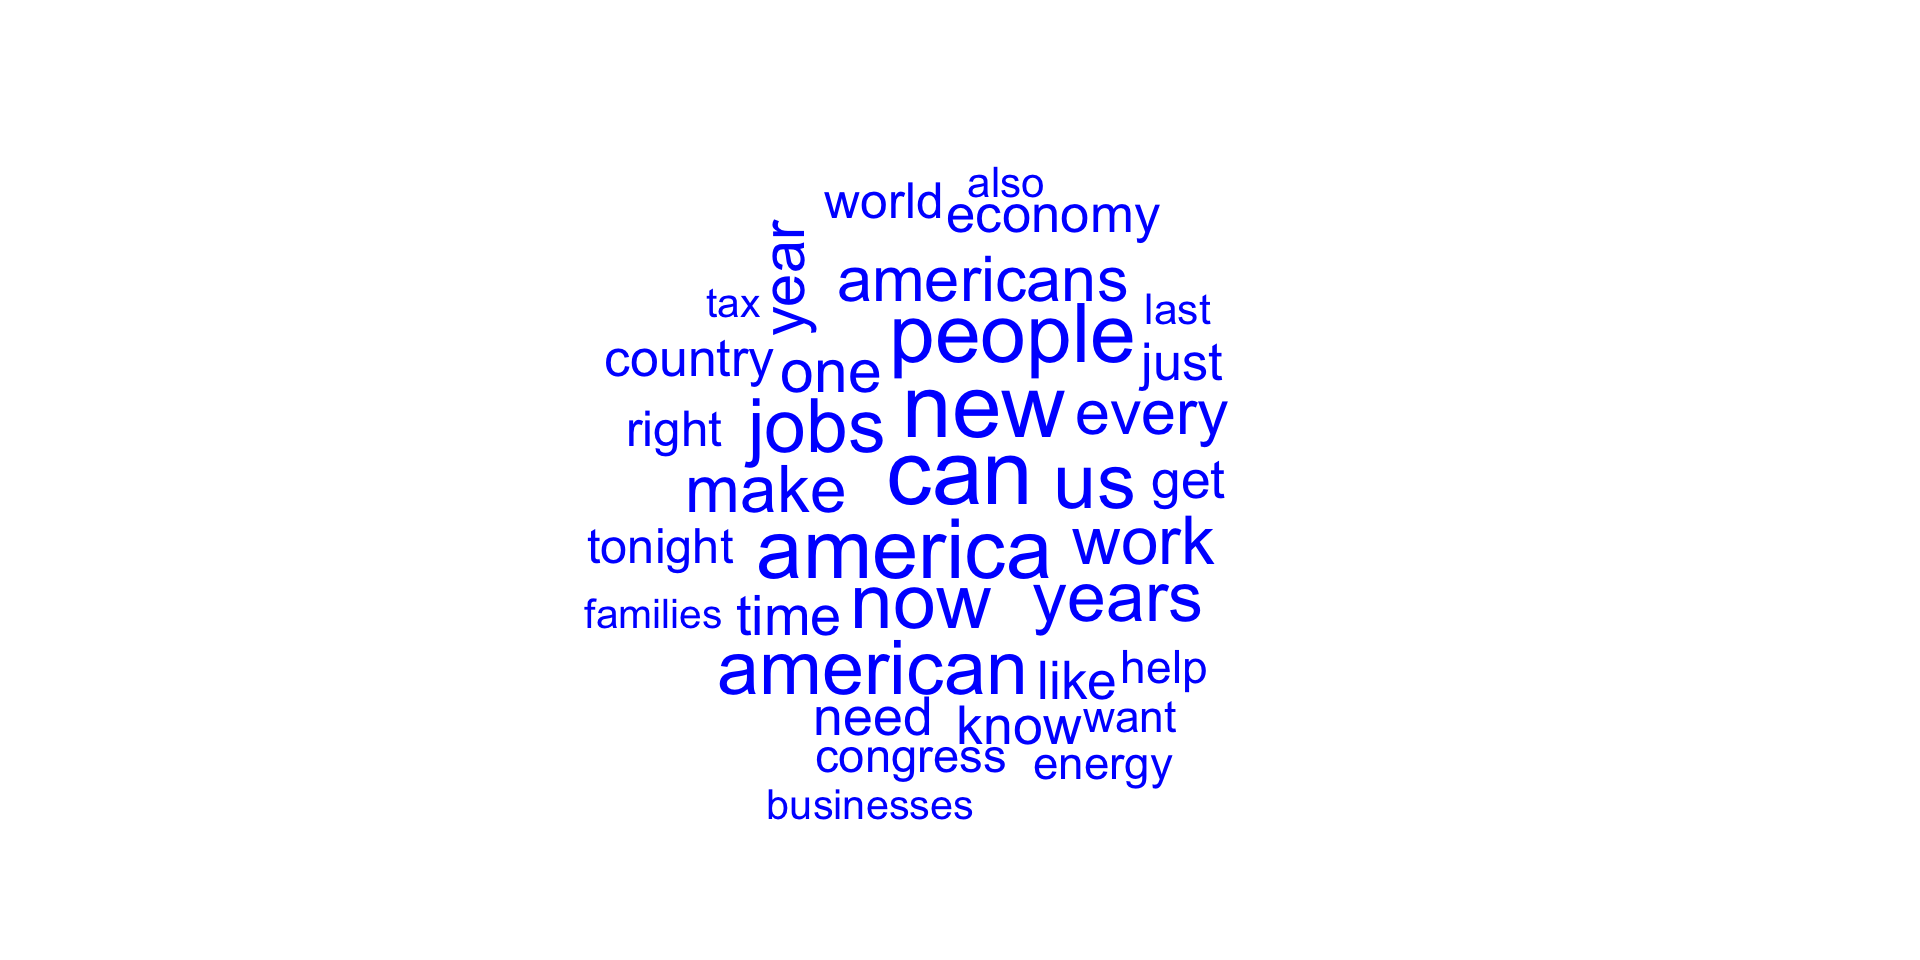 also
world economy
year
americans
tax last
people
country one just
new every
jobs
right
can us get
make
tonight america work
now years
families time
american like help
need know want
congress energy
businesses